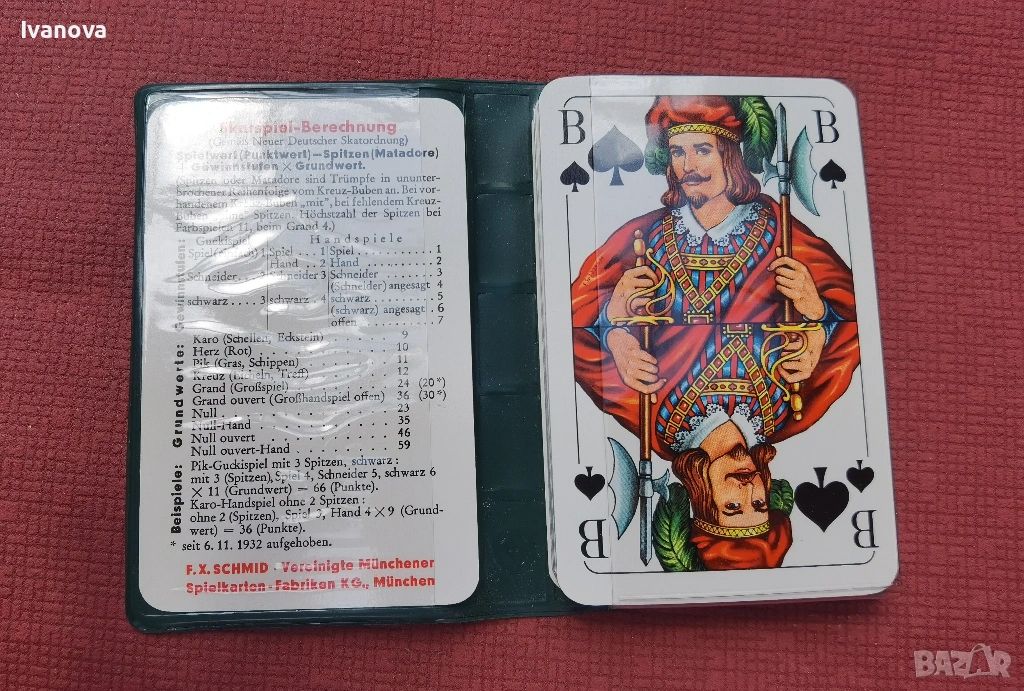 Ivanova
Skatspiel-Berechnung
(Gemäß Neuer Deutscher Skatordnung)
Spielwert (Punktwert) — Spitzen (Matadore)
Gewinnstufen × Grundwert.
(Spitzen oder Matadore sind Trümpfe in ununter-
brochener Reihenfolge vom Kreuz-Buben an. Bei vor-
handenem Kreuz-Buben „mit", bei fehlendem Kreuz-
Buben „ohne" Spitzen. Höchstzahl der Spitzen bei
Farbspielen 11, beim Grand 4.)
Gewinnstufen:
Guckispiel Handspiele
Spiel (einfach) 1 Spiel . . . 1 Spiel . . . . . . 1
Hand . . 2 Hand . . . . . . 2
Schneider . . . 2 Schneider 3 Schneider . . . . . 3
(Schneider) angesagt 4
schwarz . . . . 3 schwarz . 4 schwarz . . . . . . 5
(schwarz) angesagt . 6
offen . . . . . . . 7
Grundwerte:
Karo (Schellen, Eckstein) . . . . . . 9
Herz (Rot) . . . . . . . . . . . . 10
Pik (Gras, Schippen) . . . . . . . . 11
Kreuz (Eicheln, Treff) . . . . . . . . 12
Grand (Großspiel) . . . . . . . . . 24 (20*)
Grand ouvert (Großhandspiel offen) . . 36 (30*)
Null . . . . . . . . . . . . . . 23
Null-Hand . . . . . . . . . . . . 35
Null ouvert . . . . . . . . . . . 46
Null ouvert-Hand . . . . . . . . . 59
Beispiele:
Pik-Guckispiel mit 3 Spitzen, schwarz:
mit 3 (Spitzen), Spiel 4, Schneider 5, schwarz 6
× 11 (Grundwert) = 66 (Punkte).
Karo-Handspiel ohne 2 Spitzen:
ohne 2 (Spitzen). Spiel 3, Hand 4 × 9 (Grund-
wert) = 36 (Punkte).
* seit 6. 11. 1932 aufgehoben.
F.X. SCHMID · Vereinigte Münchener
Spielkarten-Fabriken KG., München
B B
B B
BAZAR